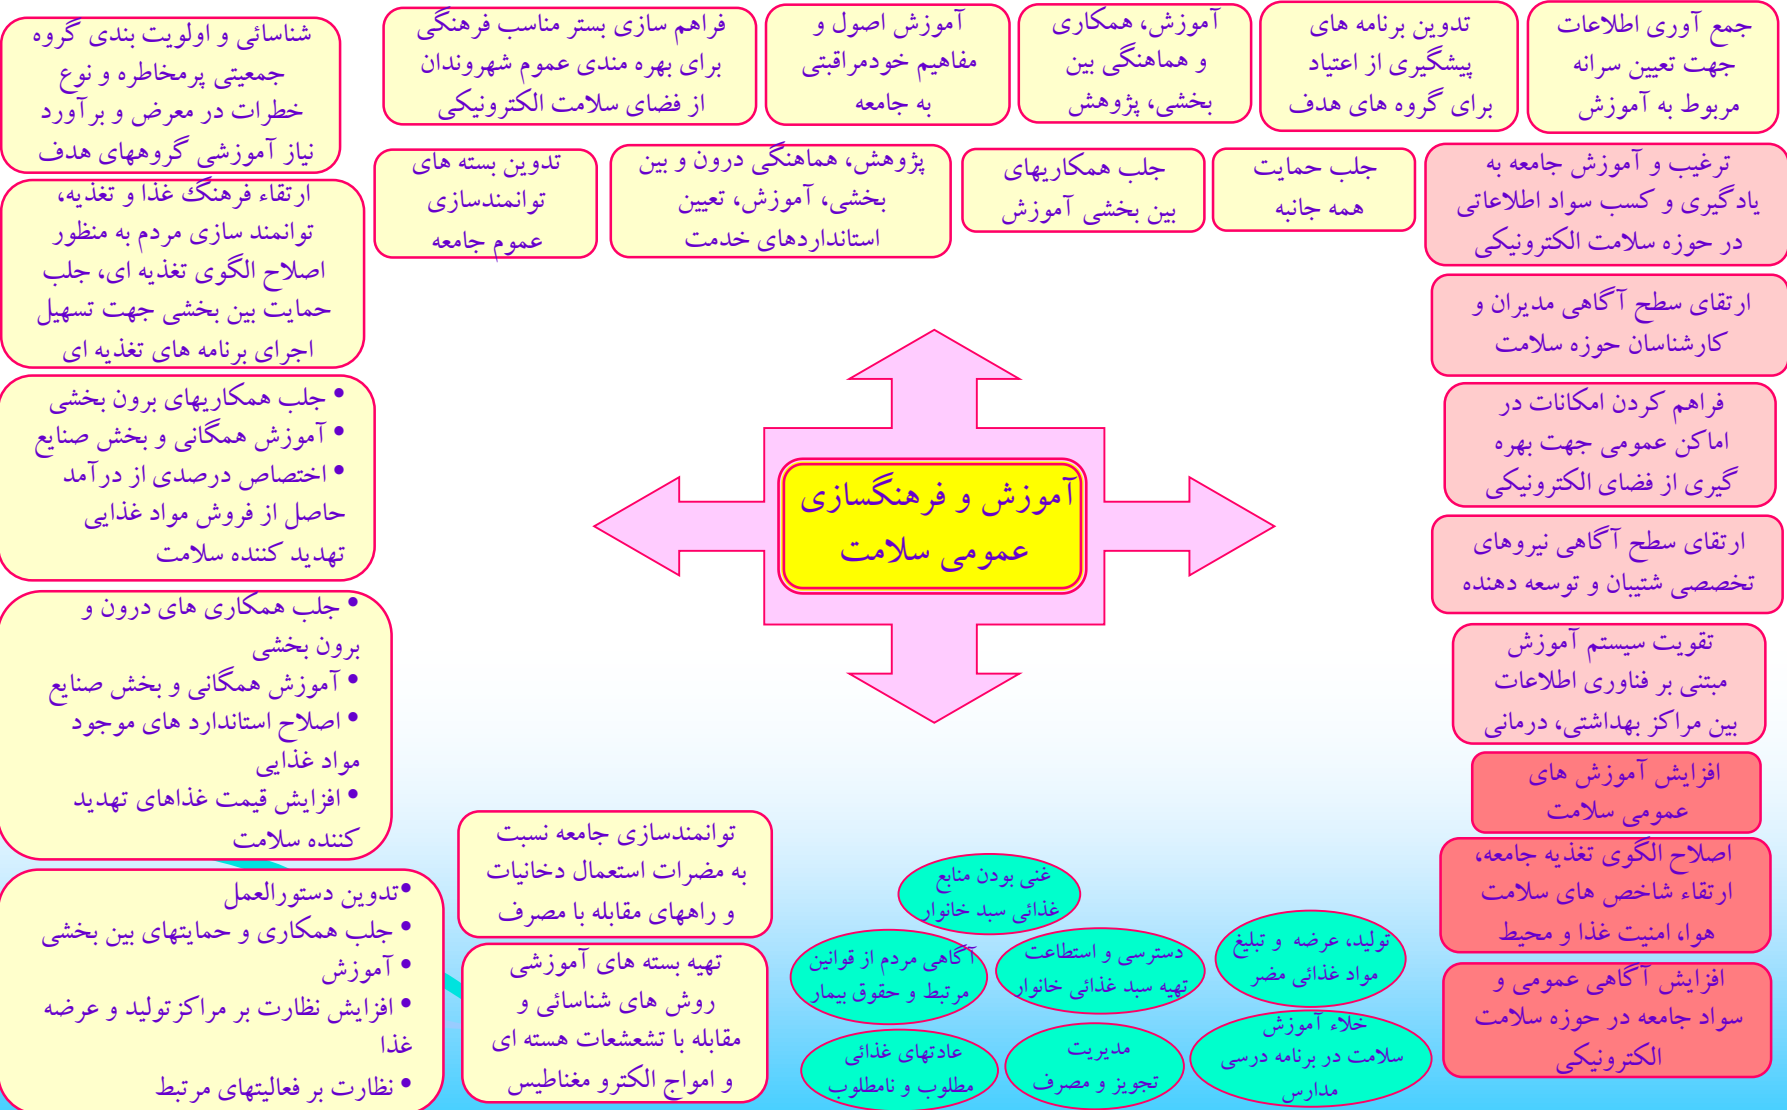 جمع آوری اطلاعات
جهت تعیین سرانه
مربوط به آموزش
تدوین برنامه های
پیشگیری از اعتیاد
برای گروه های هدف
آموزش، همکاری
و هماهنگی بین
بخشی، پژوهش
آموزش اصول و
مفاهیم خودمراقبتی
به جامعه
فراهم سازی بستر مناسب فرهنگی
برای بهره مندی عموم شهروندان
از فضای سلامت الکترونیکی
شناسائی و اولویت بندی گروه
جمعیتی پرمخاطره و نوع
خطرات در معرض و برآورد
نیاز آموزشی گروههای هدف
ترغیب و آموزش جامعه به
یادگیری و کسب سواد اطلاعاتی
در حوزه سلامت الکترونیکی
جلب حمایت
همه جانبه
جلب همکاریهای
بین بخشی آموزش
پژوهش، هماهنگی درون و بین
بخشی، آموزش، تعیین
استانداردهای خدمت
تدوین بسته های
توانمندسازی
عموم جامعه
ارتقاء فرهنگ غذا و تغذیه،
توانمند سازی مردم به منظور
اصلاح الگوی تغذیه ای، جلب
حمایت بین بخشی جهت تسهیل
اجرای برنامه های تغذیه ای
ارتقای سطح آگاهی مدیران و
کارشناسان حوزه سلامت
فراهم کردن امکانات در
اماکن عمومی جهت بهره
گیری از فضای الکترونیکی
ارتقای سطح آگاهی نیروهای
تخصصی شتیبان و توسعه دهنده
تقویت سیستم آموزش
مبتنی بر فناوری اطلاعات
بین مراکز بهداشتی، درمانی
افزایش آموزش های
عمومی سلامت
اصلاح الگوی تغذیه جامعه،
ارتقاء شاخص های سلامت
هوا، امنیت غذا و محیط
افزایش آگاهی عمومی و
سواد جامعه در حوزه سلامت
الکترونیکی
آموزش و فرهنگسازی
عمومی سلامت
• جلب همکاریهای برون بخشی
• آموزش همگانی و بخش صنایع
• اختصاص درصدی از درآمد
حاصل از فروش مواد غذایی
تهدید کننده سلامت
• جلب همکاری های درون و
برون بخشی
• آموزش همگانی و بخش صنایع
• اصلاح استاندارد های موجود
مواد غذایی
• افزایش قیمت غذاهای تهدید
کننده سلامت
•تدوین دستورالعمل
• جلب همکاری و حمایتهای بین بخشی
• آموزش
• افزایش نظارت بر مراکز تولید و عرضه
غذا
• نظارت بر فعالیتهای مرتبط
توانمندسازی جامعه نسبت
به مضرات استعمال دخانیات
و راههای مقابله با مصرف
تهیه بسته های آموزشی
روش های شناسائی و
مقابله با تشعشعات هسته ای
و امواج الکترو مغناطیس
غنی بودن منابع
غذائی سبد خانوار
تولید، عرضه و تبلیغ
مواد غذائی مضر
دسترسی و استطاعت
تهیه سبد غذائی خانوار
آگاهی مردم از قوانین
مرتبط و حقوق بیمار
خلاء آموزش
سلامت در برنامه درسی
مدارس
مدیریت
تجویز و مصرف
عادتهای غذائی
مطلوب و نامطلوب